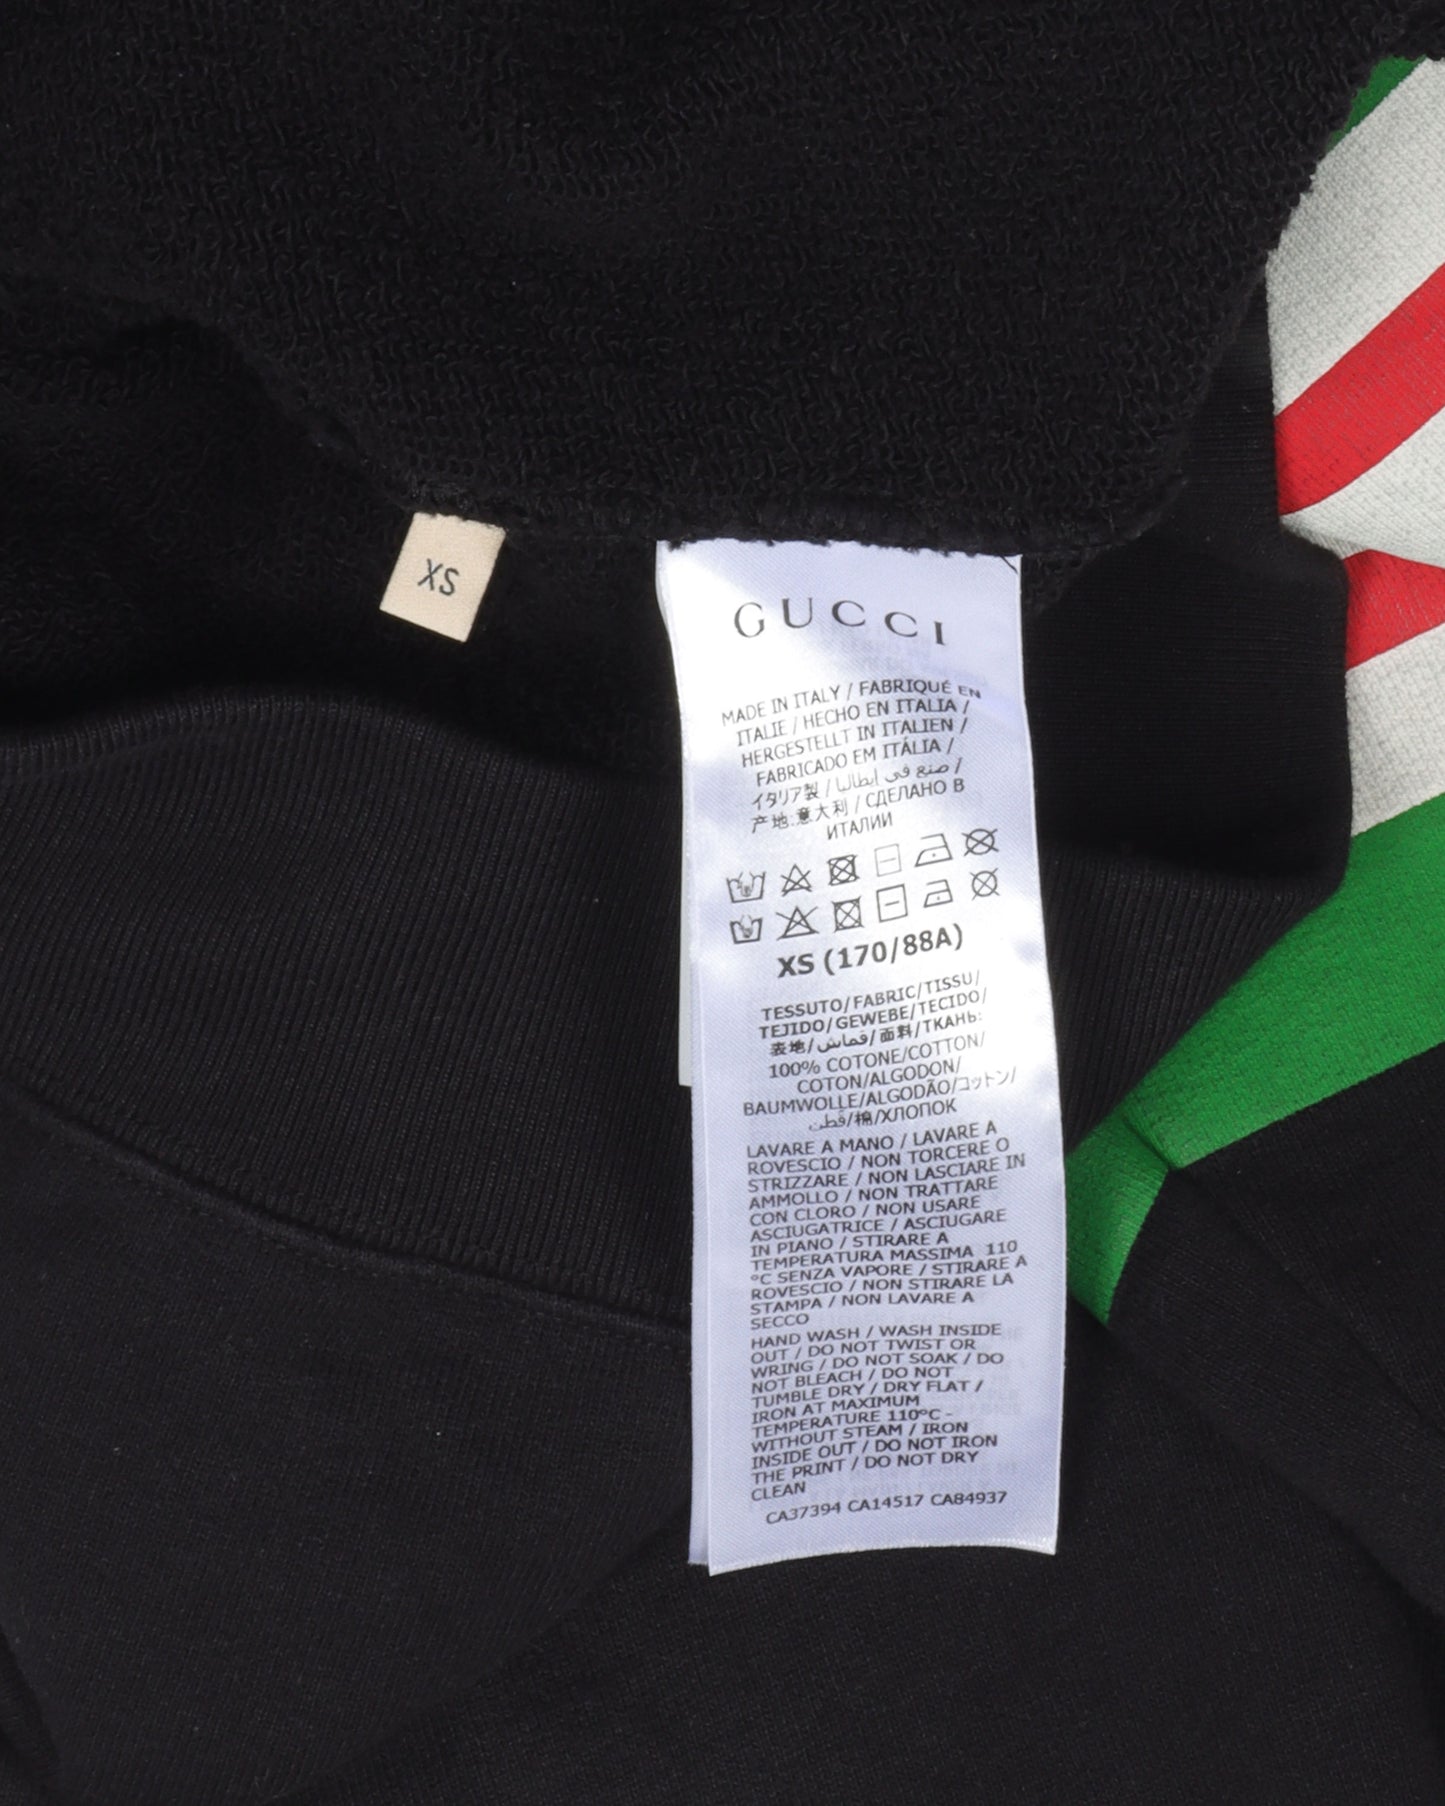 XS
GUCCI
MADE IN ITALY / FABRIQUÉ EN
ITALIE / HECHO EN ITALIA /
HERGESTELLT IN ITALIEN /
FABRICADO EM ITÁLIA /
イタリア製 / صنع في إيطاليا /
产地:意大利 / СДЕЛАНО В
ИТАЛИИ
XS (170/88A)
TESSUTO/FABRIC/TISSU/
TEJIDO/GEWEBE/TECIDO/
表地/قماش/面料/ТКАНЬ:
100% COTONE/COTTON/
COTON/ALGODON/
BAUMWOLLE/ALGODÃO/コットン/
قطن/棉/ХЛОПОК
LAVARE A MANO / LAVARE A
ROVESCIO / NON TORCERE O
STRIZZARE / NON LASCIARE IN
AMMOLLO / NON TRATTARE
CON CLORO / NON USARE
ASCIUGATRICE / ASCIUGARE
IN PIANO / STIRARE A
TEMPERATURA MASSIMA 110
°C SENZA VAPORE / STIRARE A
ROVESCIO / NON STIRARE LA
STAMPA / NON LAVARE A
SECCO
HAND WASH / WASH INSIDE
OUT / DO NOT TWIST OR
WRING / DO NOT SOAK / DO
NOT BLEACH / DO NOT
TUMBLE DRY / DRY FLAT /
IRON AT MAXIMUM
TEMPERATURE 110°C -
WITHOUT STEAM / IRON
INSIDE OUT / DO NOT IRON
THE PRINT / DO NOT DRY
CLEAN
CA37394 CA14517 CA84937